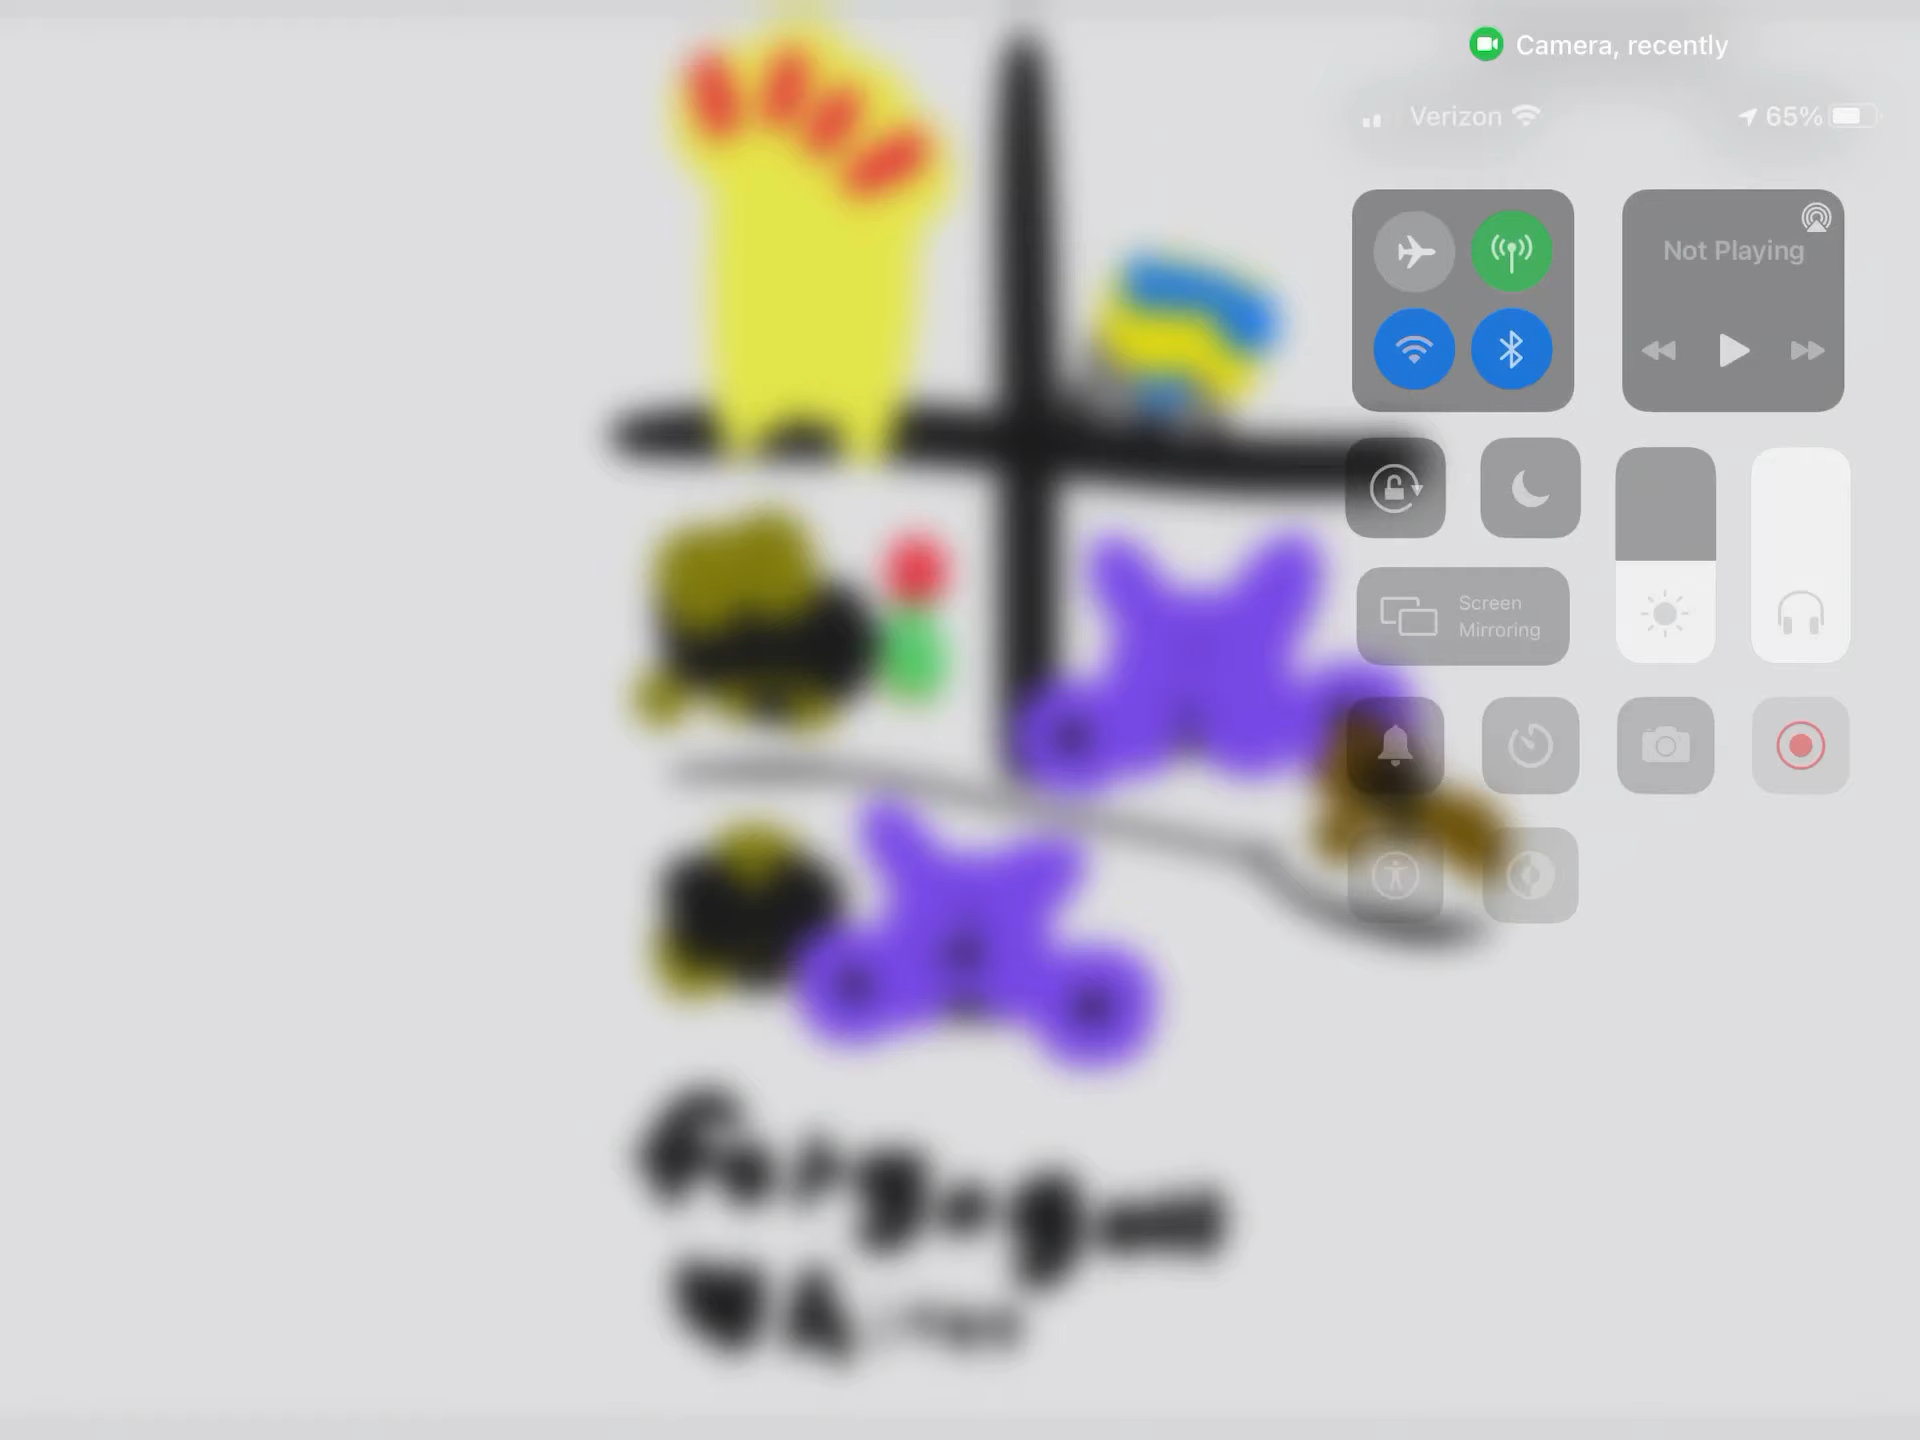 Camera, recently
Verizon 65%
Not Playing
Screen
Mirroring